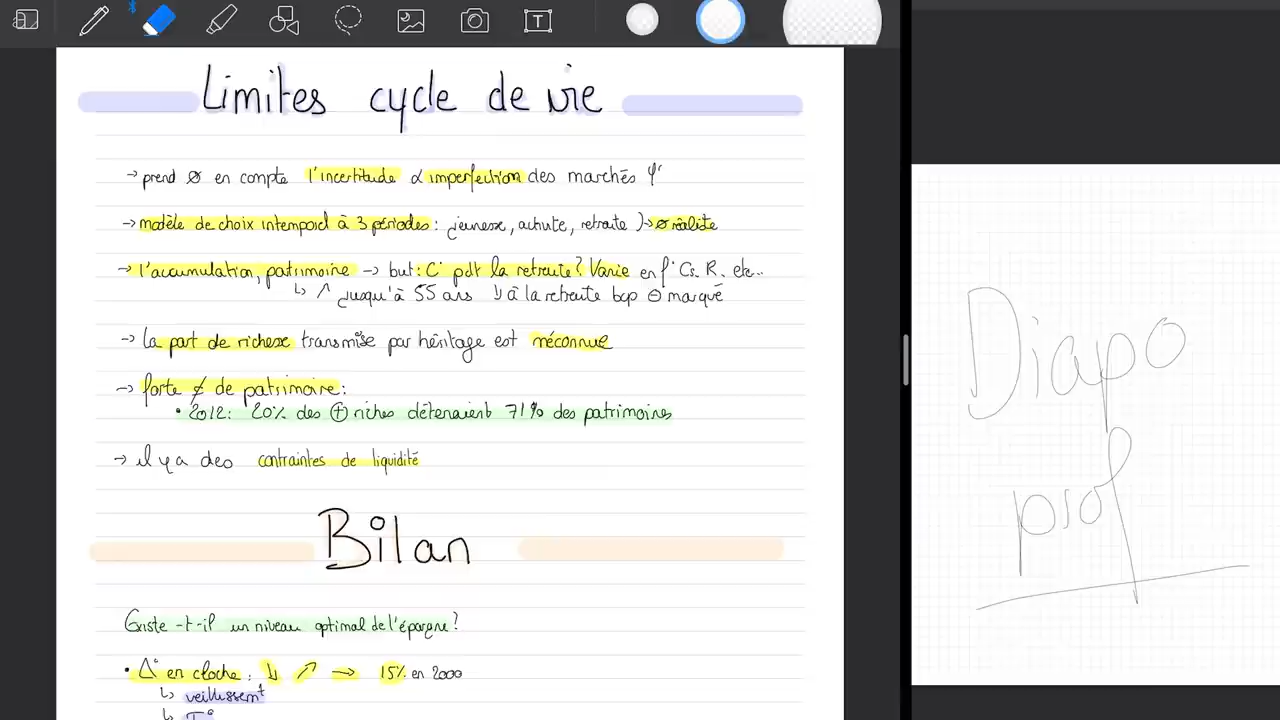 Limites cycle de vie
→ prend ∅ en compte l'incertitude & imperfection des marchés φʳ
→ modèle de choix intemporel à 3 périodes : jeunesse, activité, retraite ) → ∅ réaliste
→ l'accumulation, patrimoine → but : C° pdt la retraite ? Varie en f° Cs. R. etc..
↳ ↗ jusqu'à 55 ans ↘ à la retraite bcp ⊖ marqué
→ la part de richesse transmise par héritage est méconnue
→ forte ≠ de patrimoine :
• 2012 : 20% des ⊕ riches détenaient 71% des patrimoines
→ il y a des contraintes de liquidité
Bilan
Existe-t-il un niveau optimal de l'épargne ?
• Δ° en cloche : ↘ ↗ → 15% en 2000
↳ vieillissemᵗ
Diapo
prof